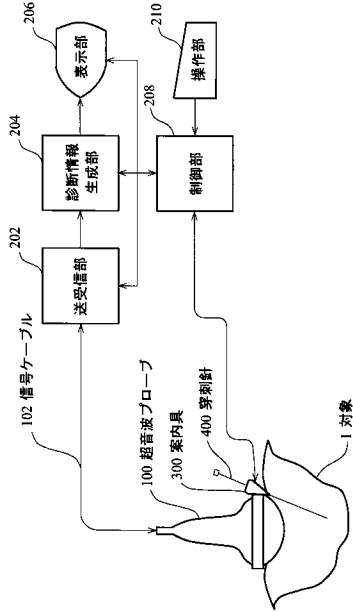 206
表示部
204
診断情報
生成部
202
送受信部
210
操作部
208
制御部
102 信号ケーブル
100 超音波プローブ
300 案内具
400 穿刺針
1 対象